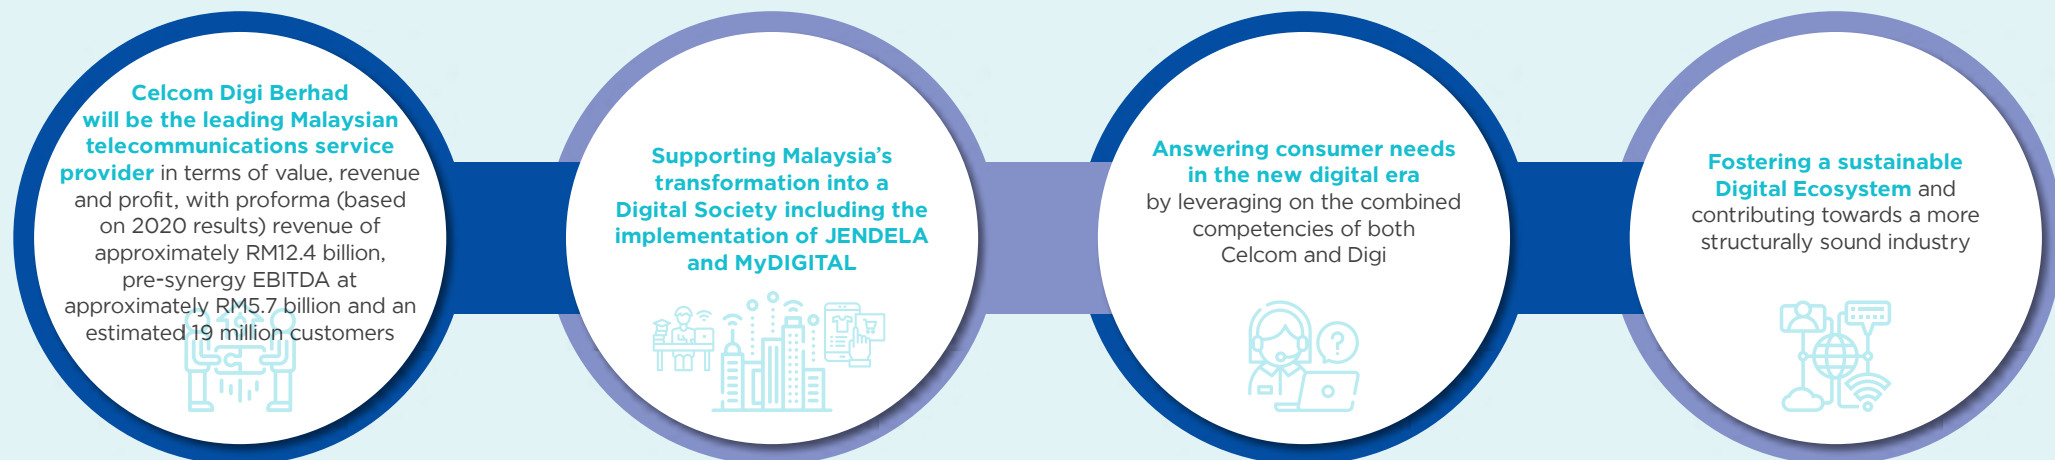 Celcom Digi Berhad
will be the leading Malaysian
telecommunications service
provider in terms of value, revenue
and profit, with proforma (based
on 2020 results) revenue of
approximately RM12.4 billion,
pre-synergy EBITDA at
approximately RM5.7 billion and an
estimated 19 million customers
Supporting Malaysia’s
transformation into a
Digital Society including the
implementation of JENDELA
and MyDIGITAL
Answering consumer needs
in the new digital era
by leveraging on the combined
competencies of both
Celcom and Digi
?
Fostering a sustainable
Digital Ecosystem and
contributing towards a more
structurally sound industry